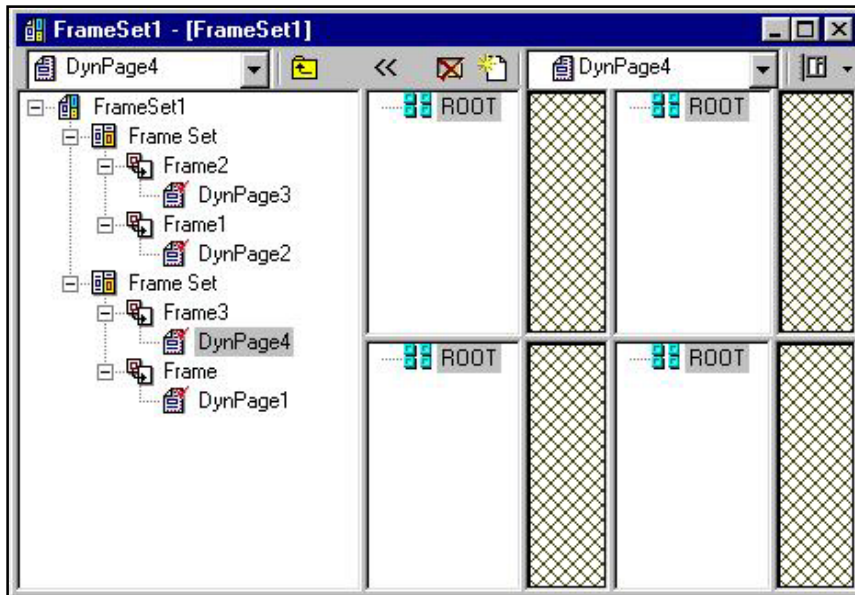 FrameSet1 - [FrameSet1]
DynPage4
DynPage4
FrameSet1
Frame Set
Frame2
DynPage3
Frame1
DynPage2
Frame Set
Frame3
DynPage4
Frame
DynPage1
ROOT
ROOT
ROOT
ROOT